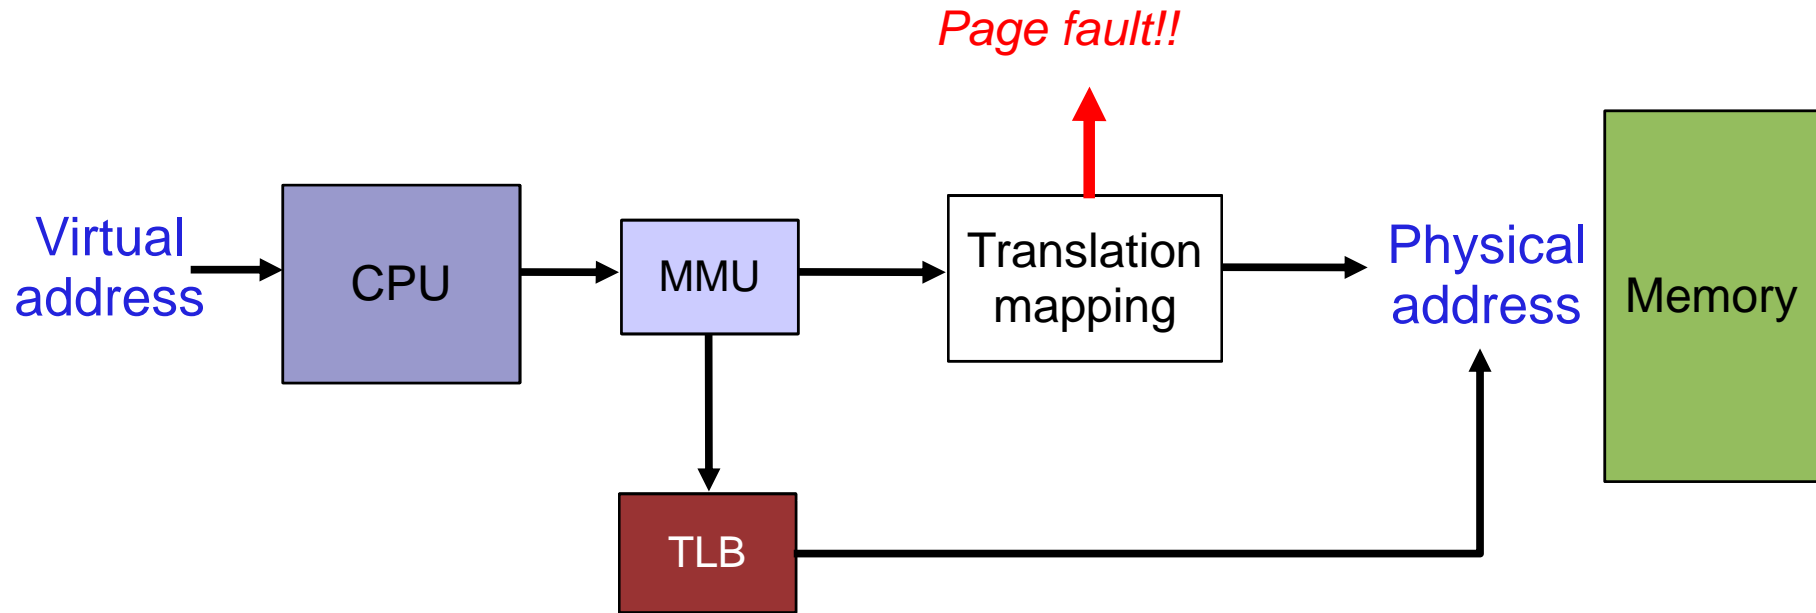 Page fault!!
Virtual
address
CPU
MMU
Translation
mapping
Physical
address
Memory
TLB